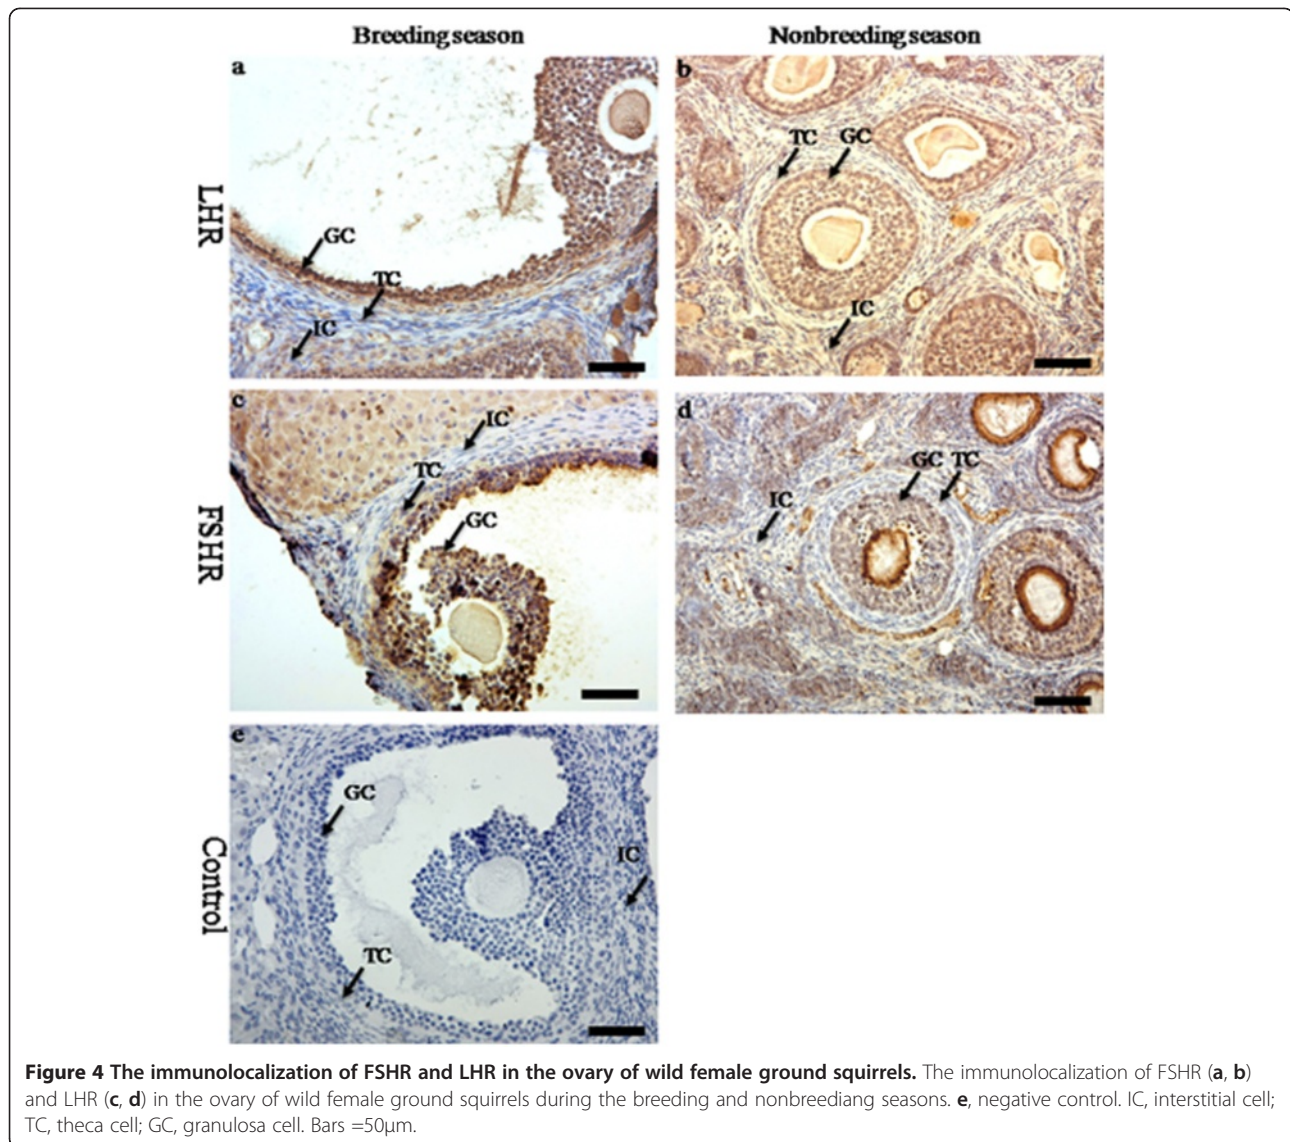 Breeding season
Nonbreeding season
a
b
TC
GC
LHR
GC
TC
IC
IC
c
d
IC
TC
GC
GC
TC
IC
FSHR
e
GC
IC
TC
Control
Figure 4 The immunolocalization of FSHR and LHR in the ovary of wild female ground squirrels. The immunolocalization of FSHR (a, b)
and LHR (c, d) in the ovary of wild female ground squirrels during the breeding and nonbreediang seasons. e, negative control. IC, interstitial cell;
TC, theca cell; GC, granulosa cell. Bars =50μm.